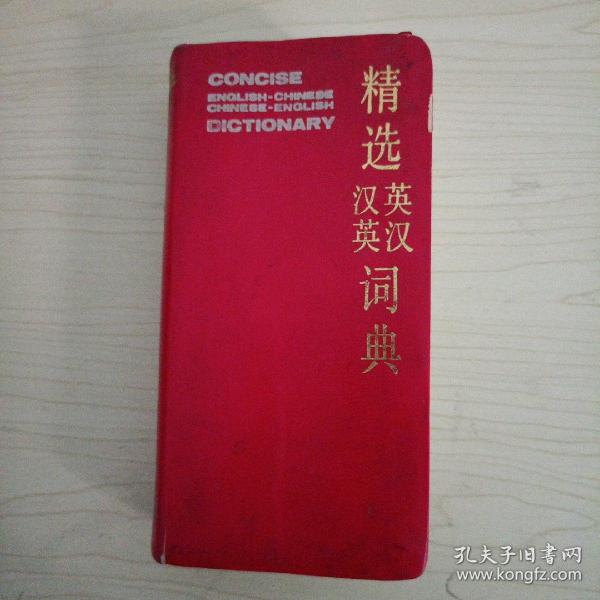 CONCISE
ENGLISH-CHINESE
CHINESE-ENGLISH
DICTIONARY
精选
英汉
汉英
词典
孔夫子旧书网
www.kongfz.com